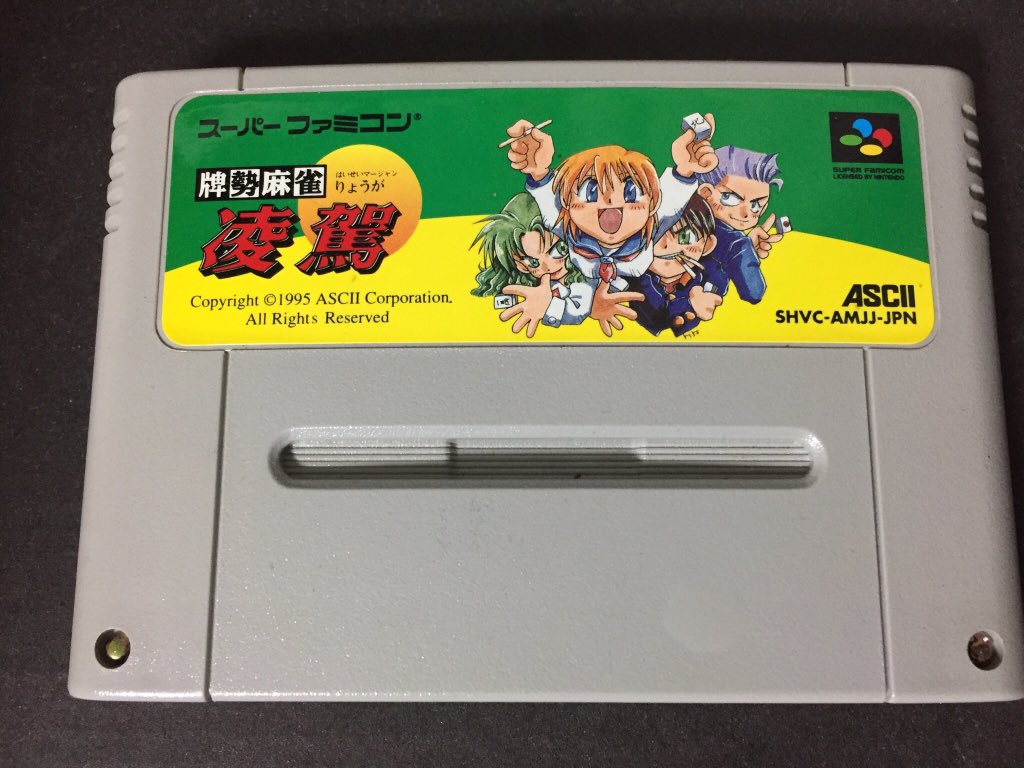 スーパーファミコン®
牌勢麻雀
はいせいマージャン
りょうが
凌駕
Copyright ©1995 ASCII Corporation.
All Rights Reserved
SUPER FAMICOM
LICENSED BY NINTENDO
ASCII
SHVC-AMJJ-JPN